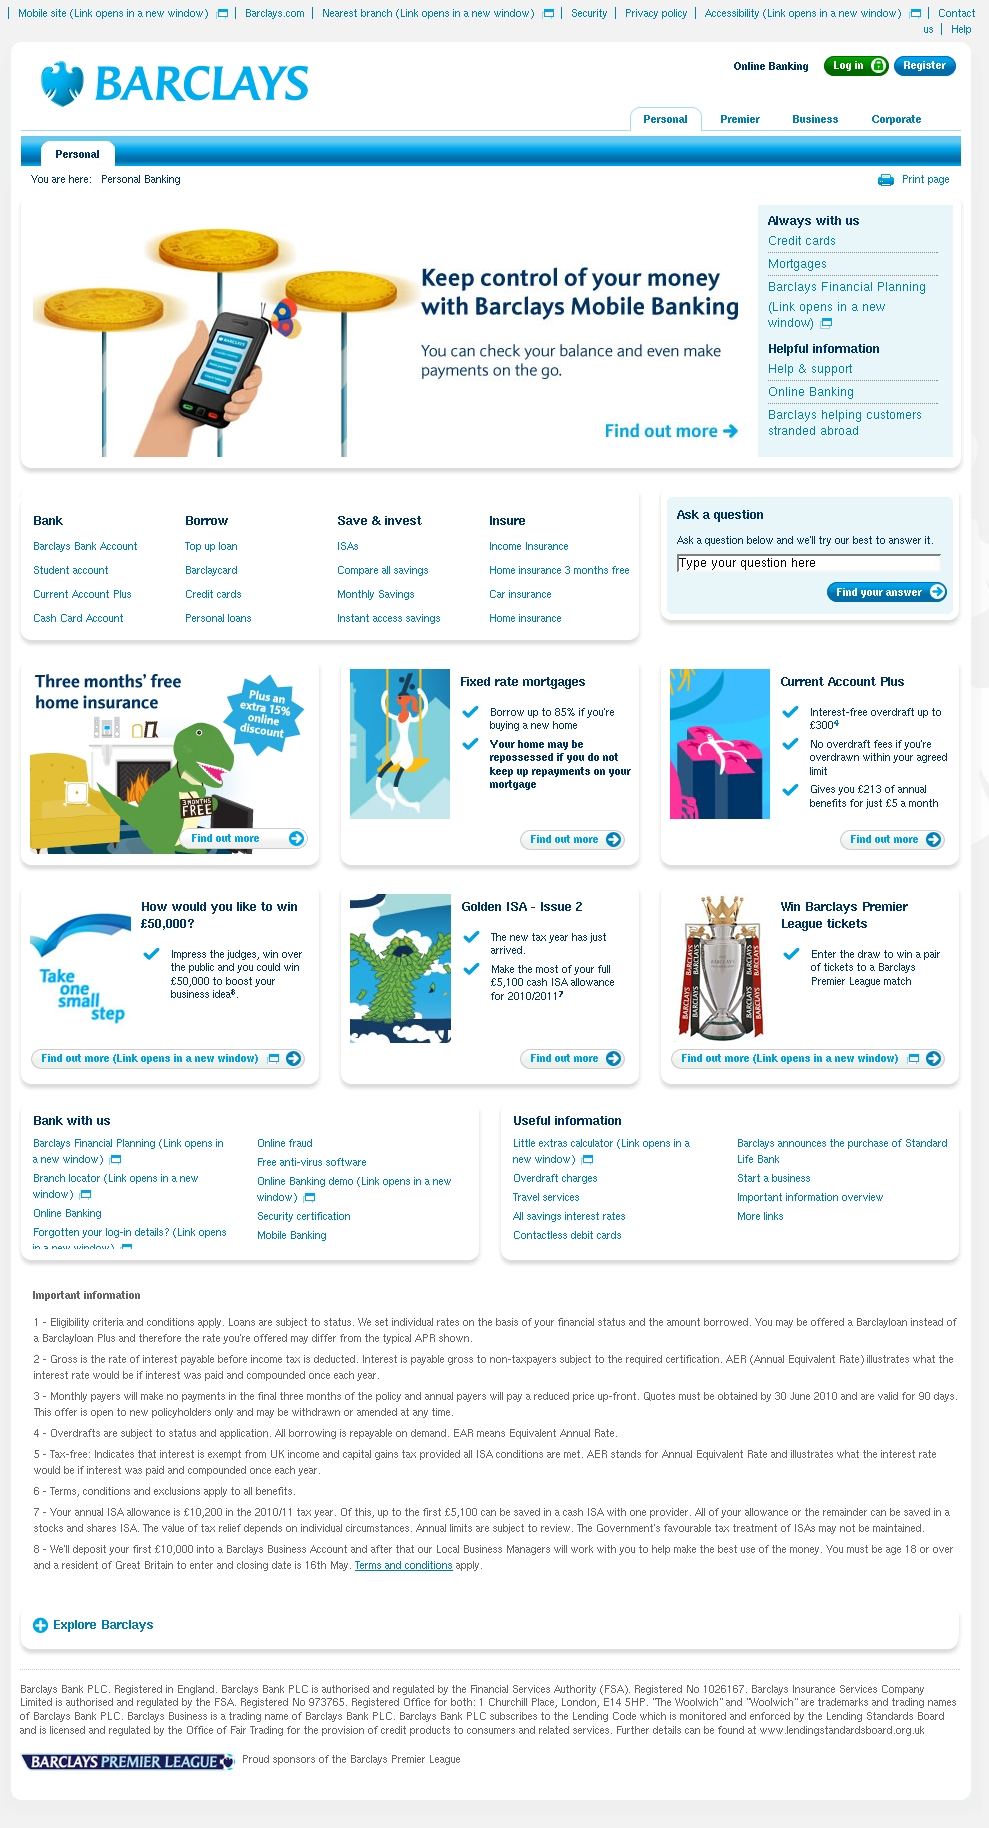 Mobile site (Link opens in a new window) | Barclays.com | Nearest branch (Link opens in a new window) | Security | Privacy policy | Accessibility (Link opens in a new window) | Contact
us | Help
BARCLAYS
Online Banking Log in Register
Personal Premier Business Corporate
Personal
You are here: Personal Banking
Print page
Keep control of your money
with Barclays Mobile Banking
You can check your balance and even make
payments on the go.
Find out more
BARCLAYS
Always with us
Credit cards
Mortgages
Barclays Financial Planning
(Link opens in a new
window)
Helpful information
Help & support
Online Banking
Barclays helping customers
stranded abroad
Bank
Barclays Bank Account
Student account
Current Account Plus
Cash Card Account
Borrow
Top up loan
Barclaycard
Credit cards
Personal loans
Save & invest
ISAs
Compare all savings
Monthly Savings
Instant access savings
Insure
Income Insurance
Home insurance 3 months free
Car insurance
Home insurance
Ask a question
Ask a question below and we'll try our best to answer it.
Type your question here
Find your answer
Three months' free
home insurance
Plus an
extra 15%
online
discount
3 MONTHS
FREE
Find out more
Fixed rate mortgages
Borrow up to 85% if you're
buying a new home
Your home may be
repossessed if you do not
keep up repayments on your
mortgage
Find out more
Current Account Plus
Interest-free overdraft up to
£300⁴
No overdraft fees if you're
overdrawn within your agreed
limit
Gives you £213 of annual
benefits for just £5 a month
Find out more
Take
one
small
step
How would you like to win
£50,000?
Impress the judges, win over
the public and you could win
£50,000 to boost your
business idea⁸.
Find out more (Link opens in a new window)
Golden ISA - Issue 2
The new tax year has just
arrived.
Make the most of your full
£5,100 cash ISA allowance
for 2010/2011⁷
Find out more
BARCLAYS
BARCLAYS
BARCLAYS
BARCLAYS
BARCLAYS
Win Barclays Premier
League tickets
Enter the draw to win a pair
of tickets to a Barclays
Premier League match
Find out more (Link opens in a new window)
Bank with us
Barclays Financial Planning (Link opens in
a new window)
Branch locator (Link opens in a new
window)
Online Banking
Forgotten your log-in details? (Link opens
in a new window)
Online fraud
Free anti-virus software
Online Banking demo (Link opens in a new
window)
Security certification
Mobile Banking
Useful information
Little extras calculator (Link opens in a
new window)
Overdraft charges
Travel services
All savings interest rates
Contactless debit cards
Barclays announces the purchase of Standard
Life Bank
Start a business
Important information overview
More links
Important information
1 - Eligibility criteria and conditions apply. Loans are subject to status. We set individual rates on the basis of your financial status and the amount borrowed. You may be offered a Barclayloan instead of
a Barclayloan Plus and therefore the rate you're offered may differ from the typical APR shown.
2 - Gross is the rate of interest payable before income tax is deducted. Interest is payable gross to non-taxpayers subject to the required certification. AER (Annual Equivalent Rate) illustrates what the
interest rate would be if interest was paid and compounded once each year.
3 - Monthly payers will make no payments in the final three months of the policy and annual payers will pay a reduced price up-front. Quotes must be obtained by 30 June 2010 and are valid for 90 days.
This offer is open to new policyholders only and may be withdrawn or amended at any time.
4 - Overdrafts are subject to status and application. All borrowing is repayable on demand. EAR means Equivalent Annual Rate.
5 - Tax-free: Indicates that interest is exempt from UK income and capital gains tax provided all ISA conditions are met. AER stands for Annual Equivalent Rate and illustrates what the interest rate
would be if interest was paid and compounded once each year.
6 - Terms, conditions and exclusions apply to all benefits.
7 - Your annual ISA allowance is £10,200 in the 2010/11 tax year. Of this, up to the first £5,100 can be saved in a cash ISA with one provider. All of your allowance or the remainder can be saved in a
stocks and shares ISA. The value of tax relief depends on individual circumstances. Annual limits are subject to review. The Government's favourable tax treatment of ISAs may not be maintained.
8 - We'll deposit your first £10,000 into a Barclays Business Account and after that our Local Business Managers will work with you to help make the best use of the money. You must be age 18 or over
and a resident of Great Britain to enter and closing date is 16th May. Terms and conditions apply.
Explore Barclays
Barclays Bank PLC. Registered in England. Barclays Bank PLC is authorised and regulated by the Financial Services Authority (FSA). Registered No 1026167. Barclays Insurance Services Company
Limited is authorised and regulated by the FSA. Registered No 973765. Registered Office for both: 1 Churchill Place, London, E14 5HP. "The Woolwich" and "Woolwich" are trademarks and trading names
of Barclays Bank PLC. Barclays Business is a trading name of Barclays Bank PLC. Barclays Bank PLC subscribes to the Lending Code which is monitored and enforced by the Lending Standards Board
and is licensed and regulated by the Office of Fair Trading for the provision of credit products to consumers and related services. Further details can be found at www.lendingstandardsboard.org.uk
BARCLAYS PREMIER LEAGUE Proud sponsors of the Barclays Premier League